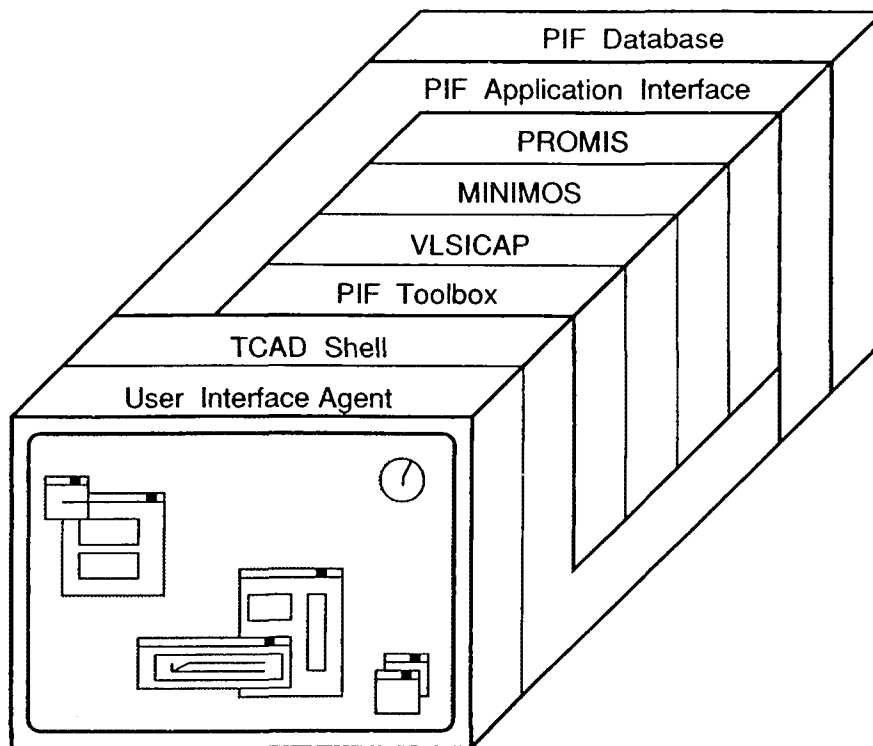 PIF Database
PIF Application Interface
PROMIS
MINIMOS
VLSICAP
PIF Toolbox
TCAD Shell
User Interface Agent